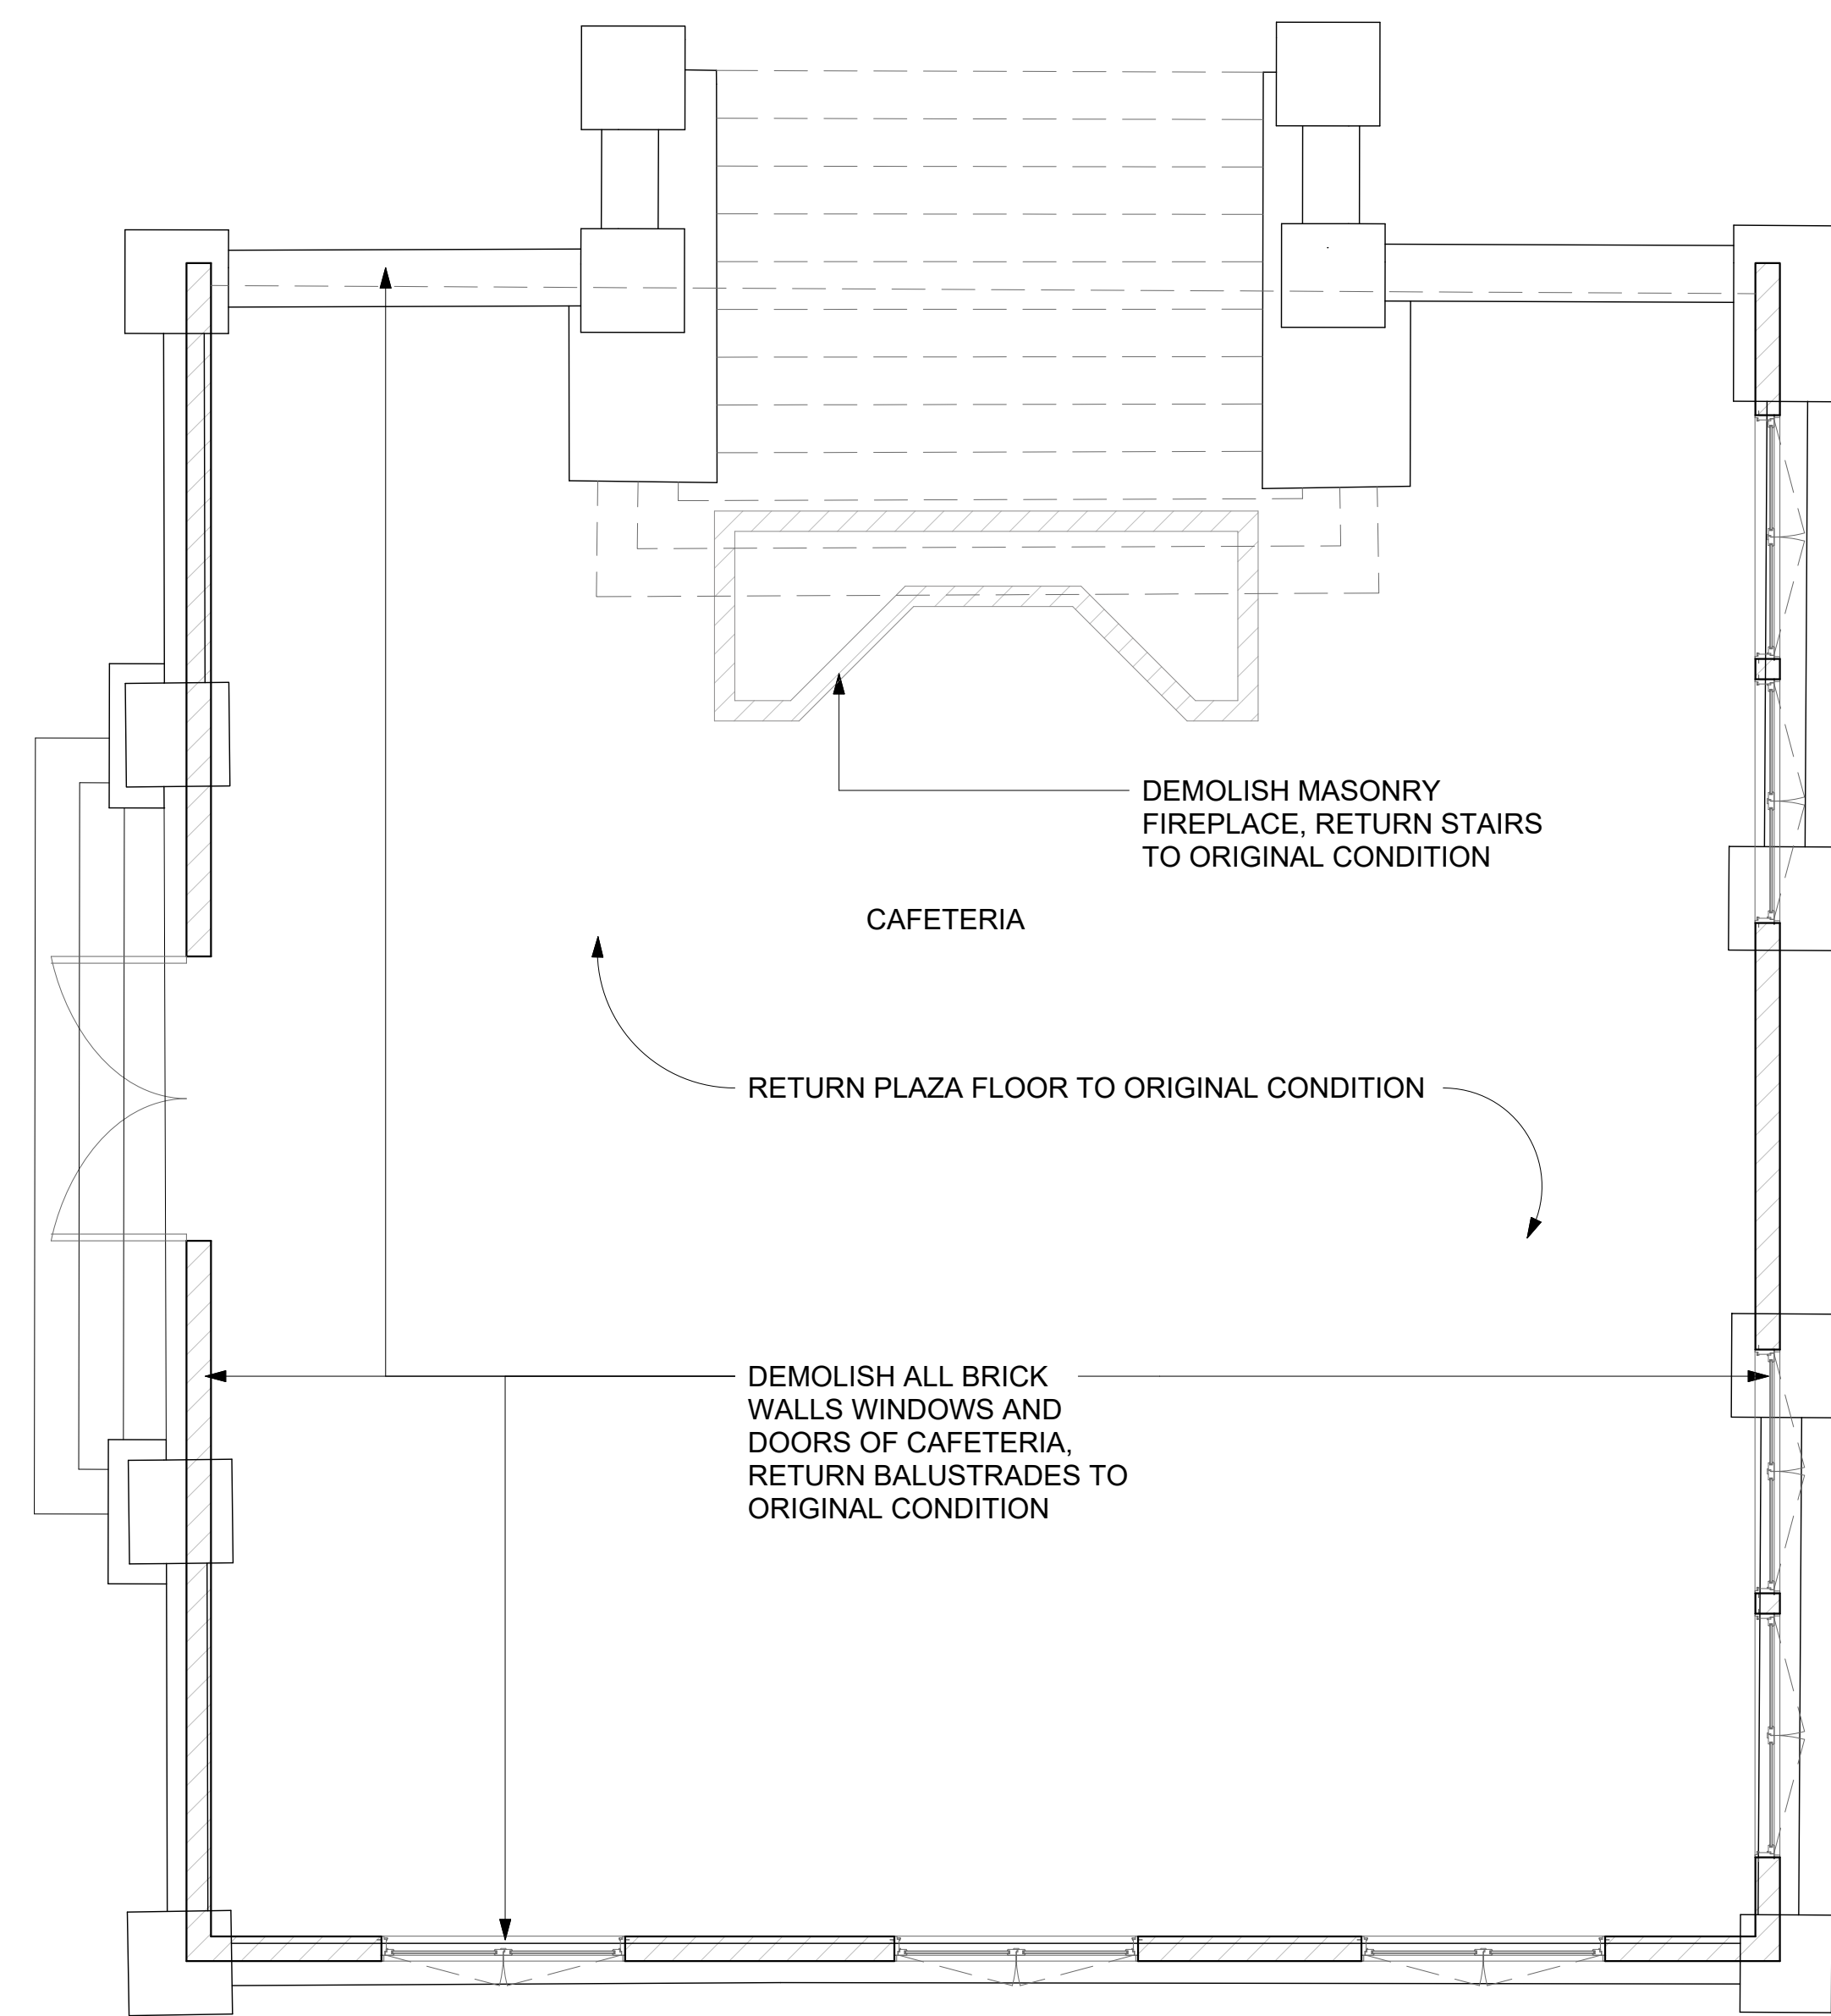 DEMOLISH MASONRY
FIREPLACE, RETURN STAIRS
TO ORIGINAL CONDITION
CAFETERIA
RETURN PLAZA FLOOR TO ORIGINAL CONDITION
DEMOLISH ALL BRICK
WALLS WINDOWS AND
DOORS OF CAFETERIA,
RETURN BALUSTRADES TO
ORIGINAL CONDITION